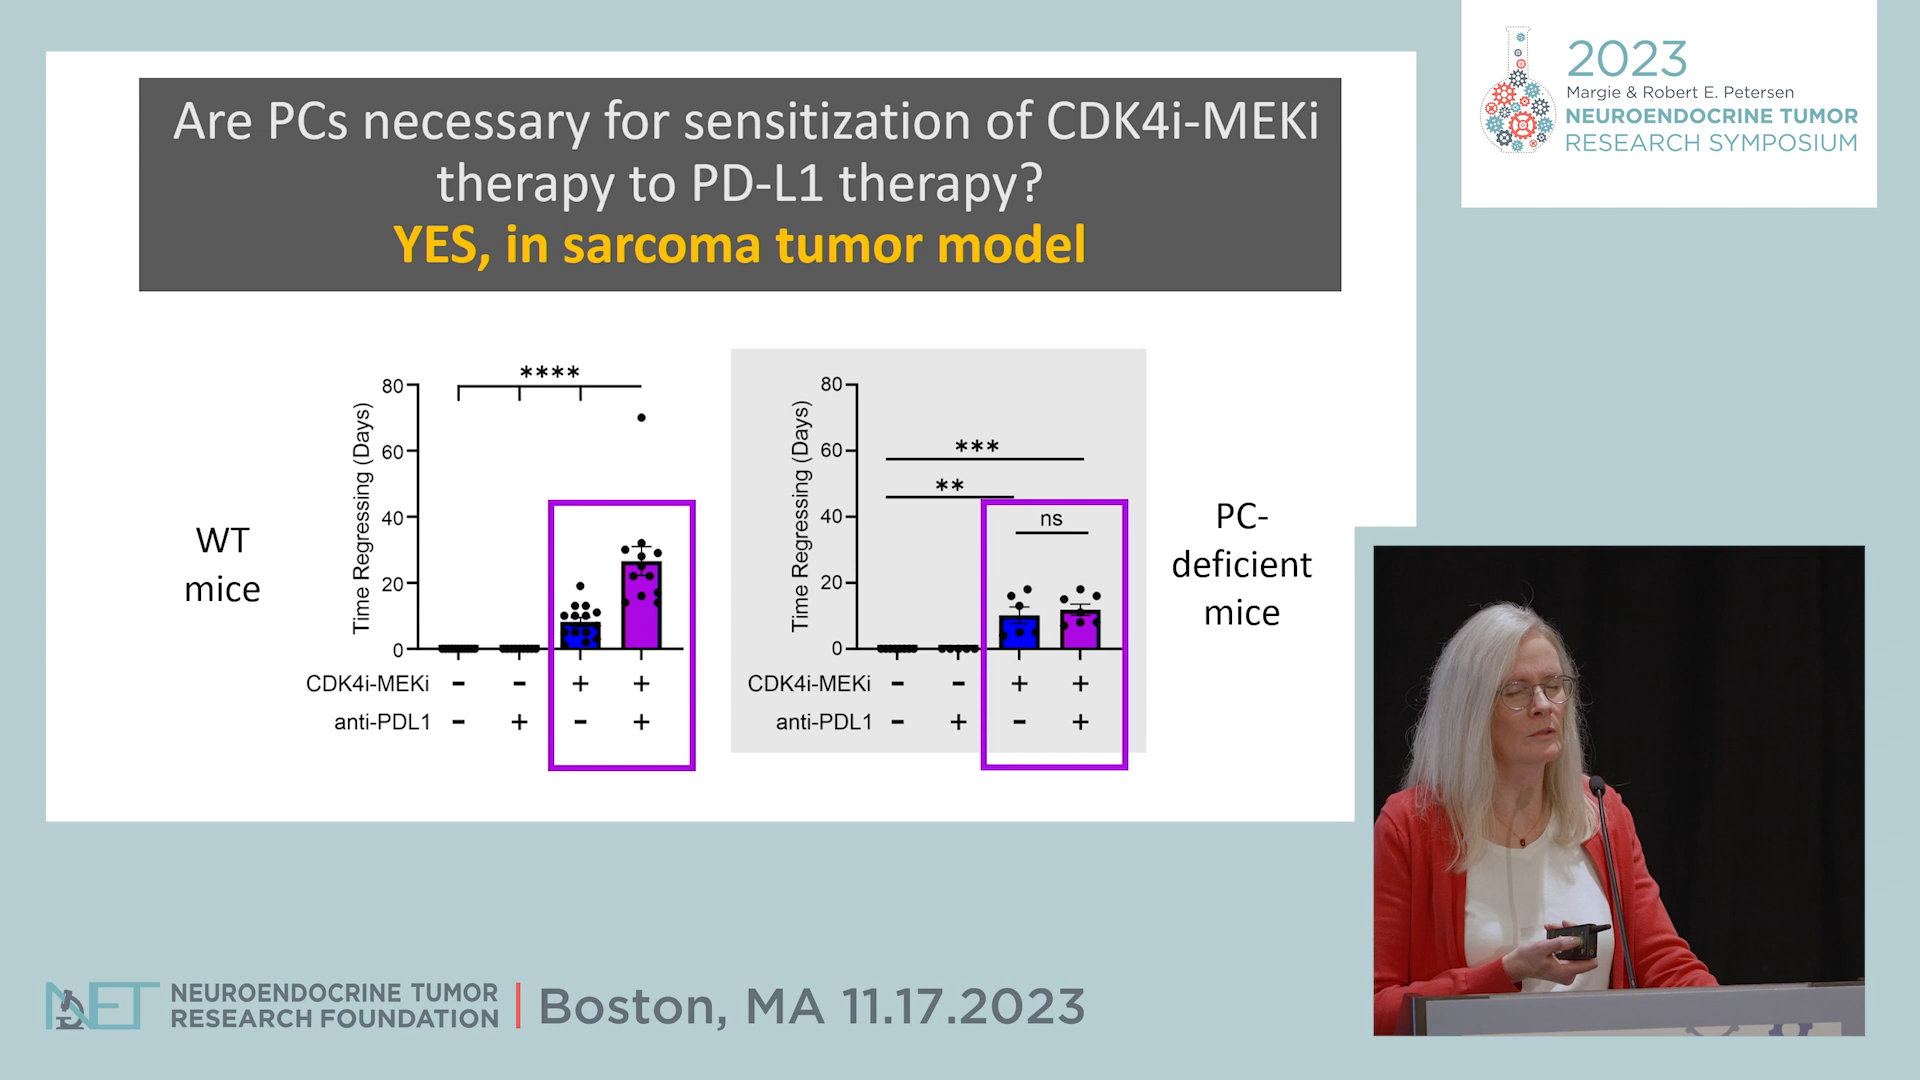 Are PCs necessary for sensitization of CDK4i-MEKi
therapy to PD-L1 therapy?
YES, in sarcoma tumor model
2023
Margie & Robert E. Petersen
NEUROENDOCRINE TUMOR
RESEARCH SYMPOSIUM
WT
mice
Time Regressing (Days)
80
60
40
20
0
****
CDK4i-MEKi - - + +
anti-PDL1 - + - +
Time Regressing (Days)
80
60
40
20
0
***
**
ns
CDK4i-MEKi - - + +
anti-PDL1 - + - +
PC-
deficient
mice
NET
NEUROENDOCRINE TUMOR
RESEARCH FOUNDATION
Boston, MA 11.17.2023